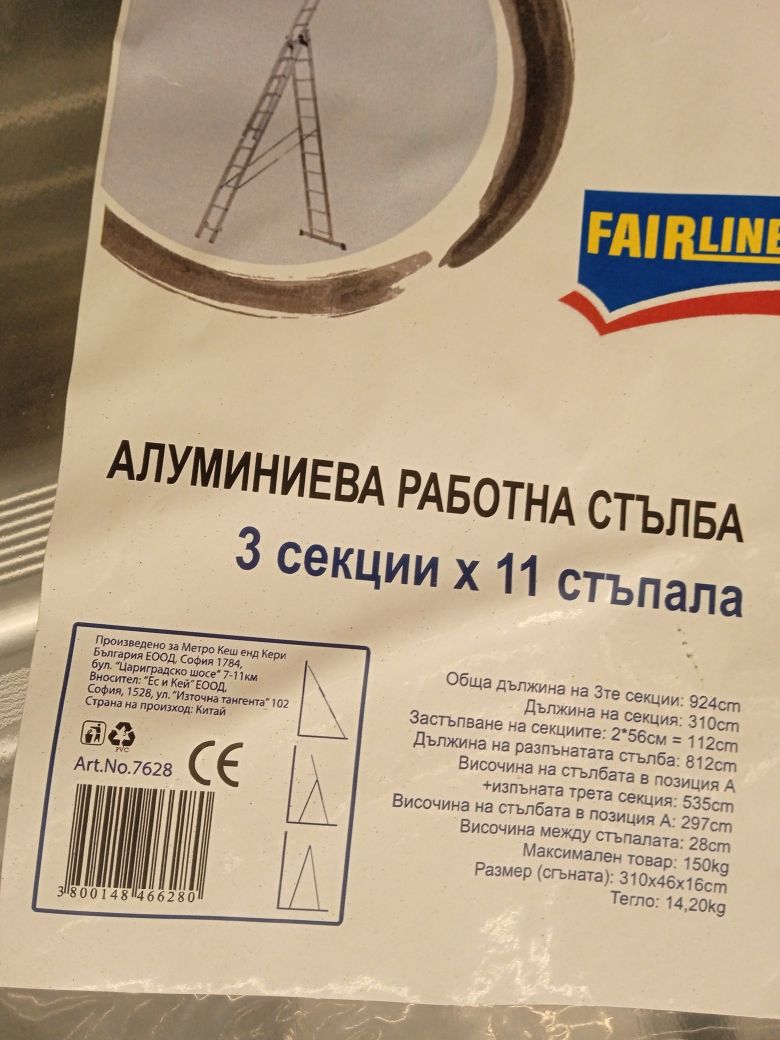 FAIRLINE
АЛУМИНИЕВА РАБОТНА СТЪЛБА
3 секции х 11 стъпала
Произведено за Метро Кеш енд Кери
България ЕООД, София 1784,
бул. "Цариградско шосе" 7-11км
Вносител: "Ес и Кей" ЕООД,
София, 1528, ул. "Източна тангента" 102
Страна на произход: Китай
PVC
CE
Art.No.7628
3 800148 466280
Обща дължина на 3те секции: 924cm
Дължина на секция: 310cm
Застъпване на секциите: 2*56см = 112cm
Дължина на разпънатата стълба: 812cm
Височина на стълбата в позиция А
+изпъната трета секция: 535cm
Височина на стълбата в позиция А: 297cm
Височина между стъпалата: 28cm
Максимален товар: 150kg
Размер (сгъната): 310x46x16cm
Тегло: 14,20kg